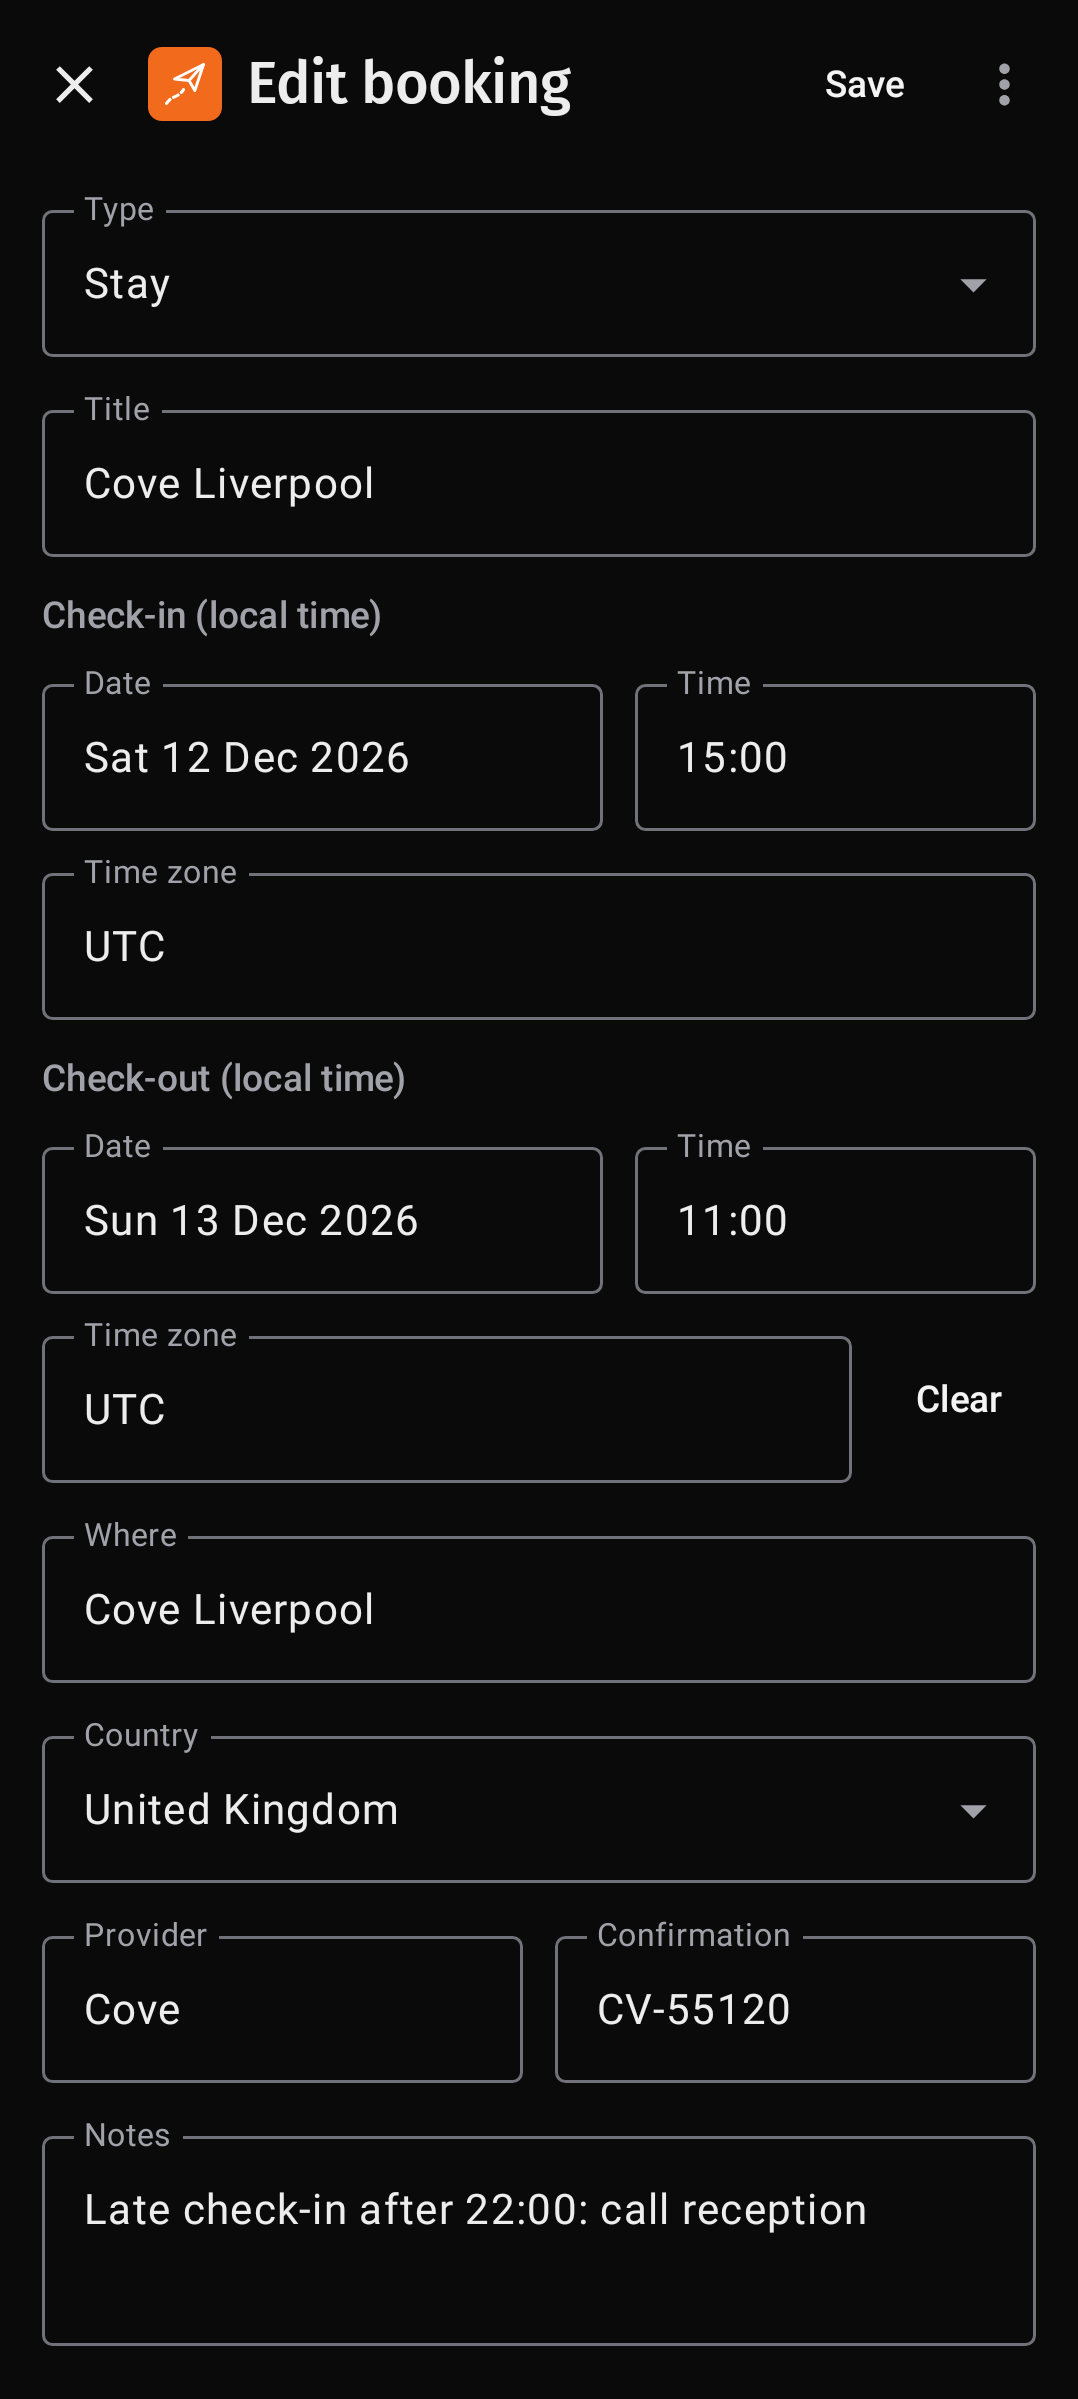 Edit booking
Save
Type
Stay
Title
Cove Liverpool
Check-in (local time)
Date
Time
Sat 12 Dec 2026
15:00
Time zone
UTC
Check-out (local time)
Date
Time
Sun 13 Dec 2026
11:00
Time zone
UTC
Clear
Where
Cove Liverpool
Country
United Kingdom
Provider
Confirmation
Cove
CV-55120
Notes
Late check-in after 22:00: call reception